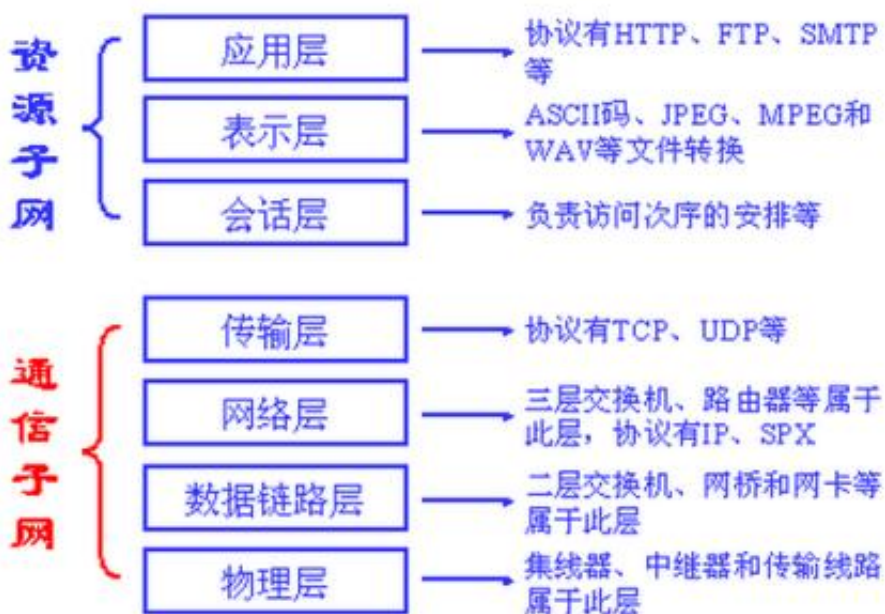 资源子网
应用层
协议有HTTP、FTP、SMTP
等
表示层
ASCII码、JPEG、MPEG和
WAV等文件转换
会话层
负责访问次序的安排等
通信子网
传输层
协议有TCP、UDP等
网络层
三层交换机、路由器等属于
此层，协议有IP、SPX
数据链路层
二层交换机、网桥和网卡等
属于此层
物理层
集线器、中继器和传输线路
属于此层